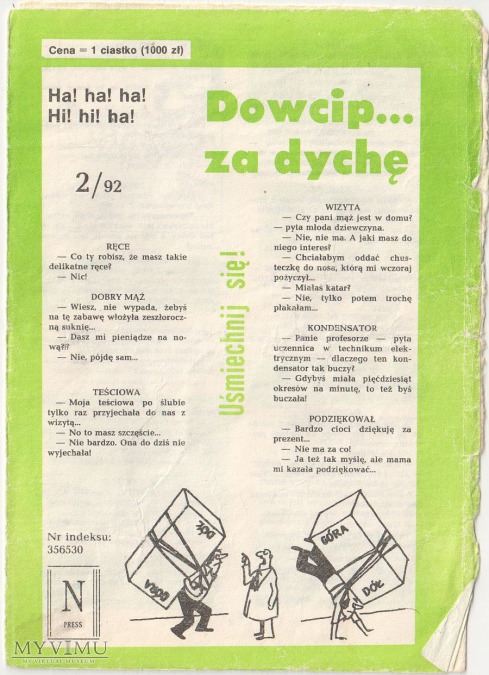 Cena = 1 ciastko (1000 zł)
Ha! ha! ha!
Hi! hi! ha!
Dowcip...
za dychę
2/92
RĘCE
— Co ty robisz, że masz takie
delikatne ręce?
— Nic!
DOBRY MĄŻ
— Wiesz, nie wypada, żebyś
na tę zabawę włożyła zeszłorocz-
ną suknię...
— Dasz mi pieniądze na no-
wą?!?
— Nie, pójdę sam...
TEŚCIOWA
— Moja teściowa po ślubie
tylko raz przyjechała do nas z
wizytą...
— No to masz szczęście...
— Nie bardzo. Ona do dziś nie
wyjechała!
Uśmiechnij się!
WIZYTA
— Czy pani mąż jest w domu?
— pyta młoda dziewczyna.
— Nie, nie ma. A jaki masz do
niego interes?
— Chciałabym oddać chus-
teczkę do nosa, którą mi wczoraj
pożyczył...
— Miałaś katar?
— Nie, tylko potem trochę
płakałam...
KONDENSATOR
— Panie profesorze — pyta
uczennica w technikum elek-
trycznym — dlaczego ten kon-
densator tak buczy?
— Gdybyś miała pięćdziesiąt
okresów na minutę, to też byś
buczała!
PODZIĘKOWAŁ
— Bardzo cioci dziękuję za
prezent...
— Nie ma za co!
— Ja też tak myślę, ale mama
mi kazała podziękować...
DÓŁ
GÓRA
GÓRA
DÓŁ
Nr indeksu:
356530
N
PRESS
MYVIMU
MY VIRTUAL MUSEUM